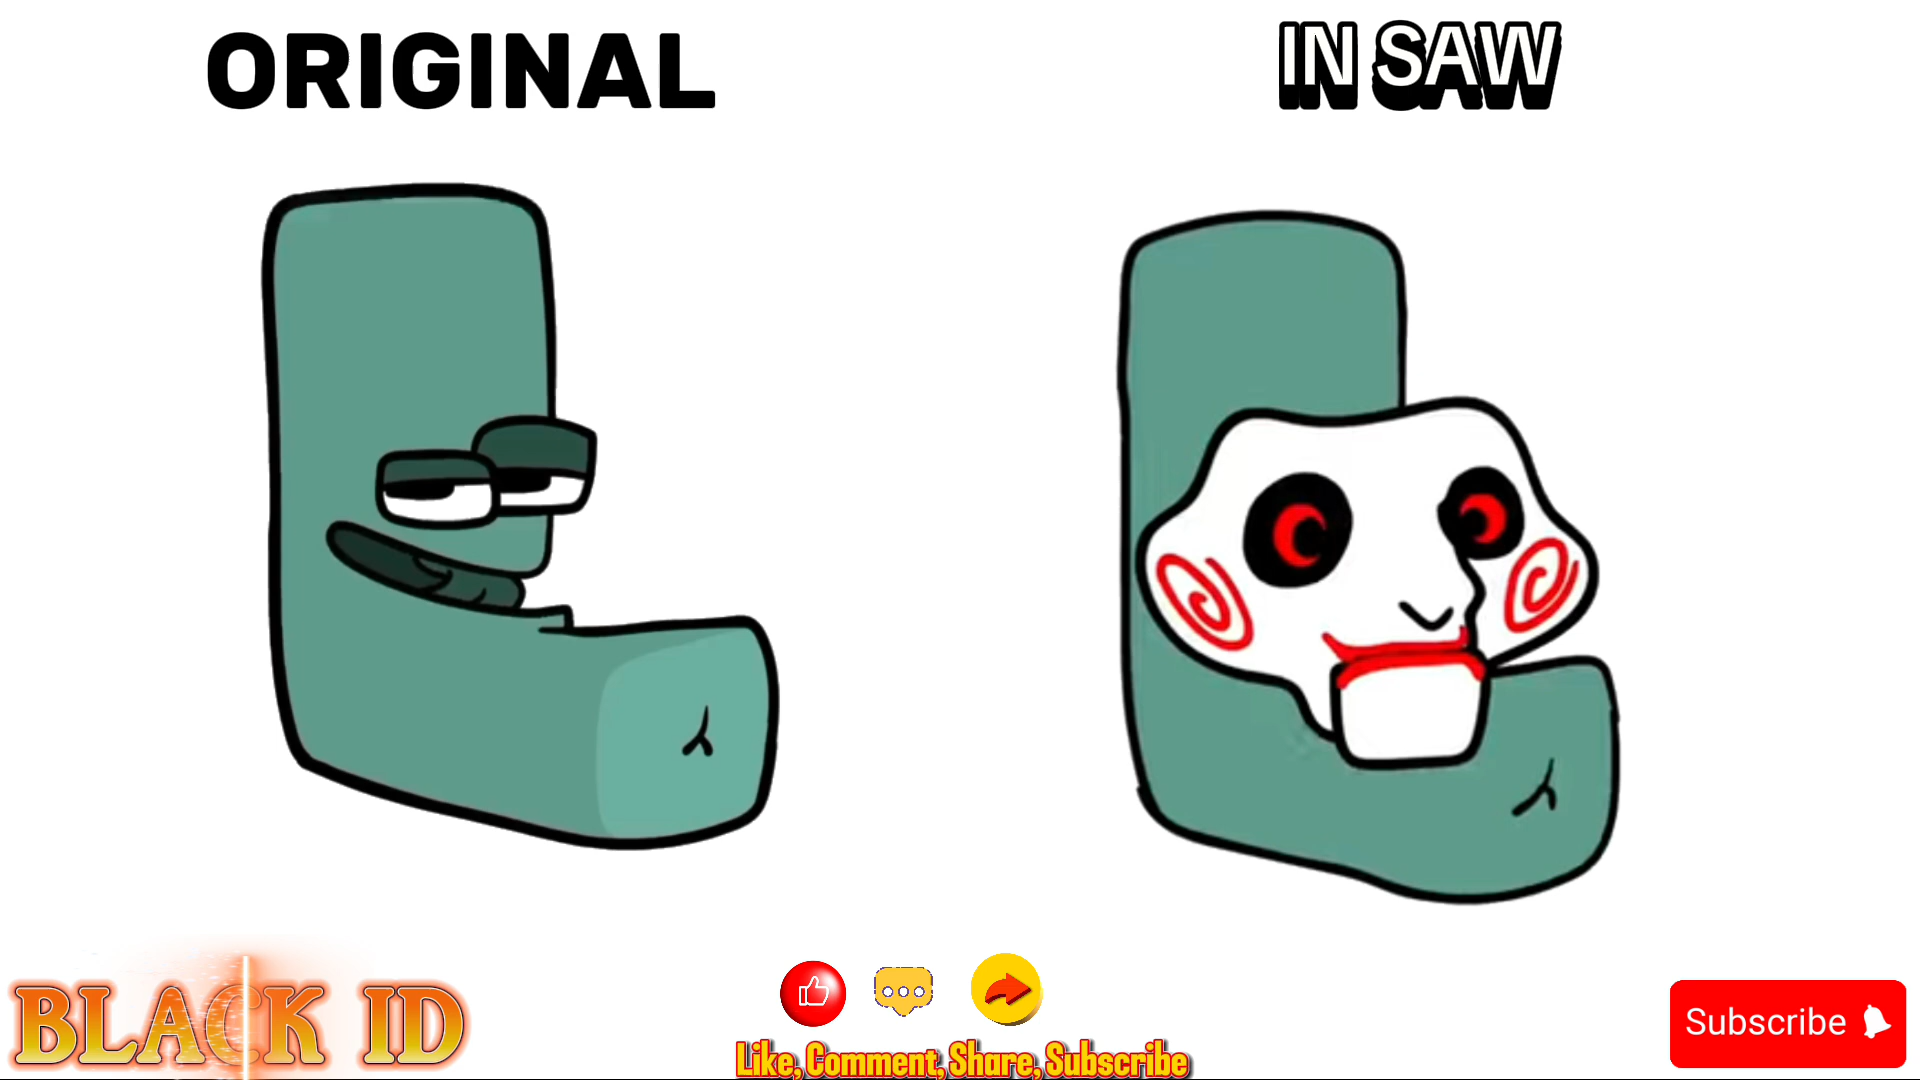 ORIGINAL
IN SAW
BLACK ID
Like, Comment, Share, Subscribe
Subscribe